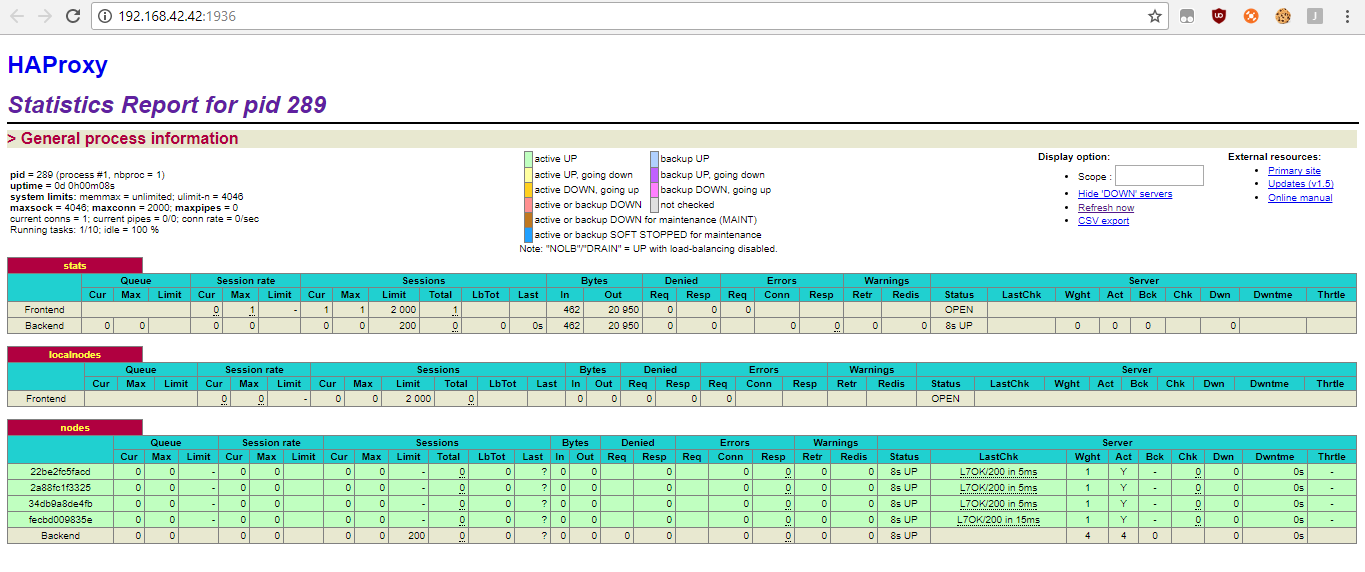 192.168.42.42:1936
HAProxy
Statistics Report for pid 289
> General process information
pid = 289 (process #1, nbproc = 1)
uptime = 0d 0h00m08s
system limits: memmax = unlimited; ulimit-n = 4046
maxsock = 4046; maxconn = 2000; maxpipes = 0
current conns = 1; current pipes = 0/0; conn rate = 0/sec
Running tasks: 1/10; idle = 100 %
active UP backup UP
active UP, going down backup UP, going down
active DOWN, going up backup DOWN, going up
active or backup DOWN not checked
active or backup DOWN for maintenance (MAINT)
active or backup SOFT STOPPED for maintenance
Note: "NOLB"/"DRAIN" = UP with load-balancing disabled.
Display option:
Scope :
Hide 'DOWN' servers
Refresh now
CSV export
External resources:
Primary site
Updates (v1.5)
Online manual
stats
Queue Session rate Sessions Bytes Denied Errors Warnings Server
Cur Max Limit Cur Max Limit Cur Max Limit Total LbTot Last In Out Req Resp Req Conn Resp Retr Redis Status LastChk Wght Act Bck Chk Dwn Dwntme Thrtle
Frontend 0 1 - 1 1 2 000 1 462 20 950 0 0 0 OPEN
Backend 0 0 0 0 0 0 200 0 0 0s 462 20 950 0 0 0 0 0 0 8s UP 0 0 0 0
localnodes
Queue Session rate Sessions Bytes Denied Errors Warnings Server
Cur Max Limit Cur Max Limit Cur Max Limit Total LbTot Last In Out Req Resp Req Conn Resp Retr Redis Status LastChk Wght Act Bck Chk Dwn Dwntme Thrtle
Frontend 0 0 - 0 0 2 000 0 0 0 0 0 0 OPEN
nodes
Queue Session rate Sessions Bytes Denied Errors Warnings Server
Cur Max Limit Cur Max Limit Cur Max Limit Total LbTot Last In Out Req Resp Req Conn Resp Retr Redis Status LastChk Wght Act Bck Chk Dwn Dwntme Thrtle
22be2fc5facd 0 0 - 0 0 0 0 - 0 0 ? 0 0 0 0 0 0 0 8s UP L7OK/200 in 5ms 1 Y - 0 0 0s -
2a88fc1f3325 0 0 - 0 0 0 0 - 0 0 ? 0 0 0 0 0 0 0 8s UP L7OK/200 in 5ms 1 Y - 0 0 0s -
34db9a8de4fb 0 0 - 0 0 0 0 - 0 0 ? 0 0 0 0 0 0 0 8s UP L7OK/200 in 5ms 1 Y - 0 0 0s -
fecbd009835e 0 0 - 0 0 0 0 - 0 0 ? 0 0 0 0 0 0 0 8s UP L7OK/200 in 15ms 1 Y - 0 0 0s -
Backend 0 0 0 0 0 0 200 0 0 ? 0 0 0 0 0 0 0 0 8s UP 4 4 0 0 0s